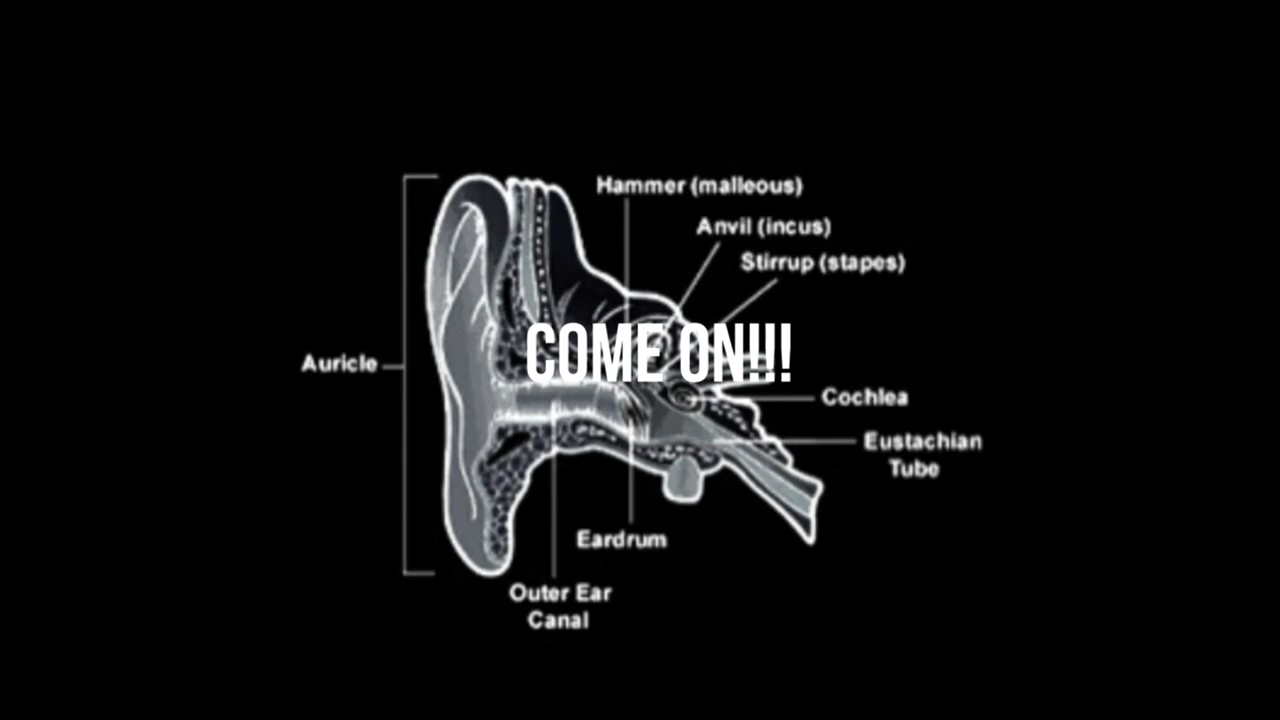 Hammer (malleous)
Anvil (incus)
Stirrup (stapes)
COME ON!!!
Auricle
Cochlea
Eustachian
Tube
Eardrum
Outer Ear
Canal